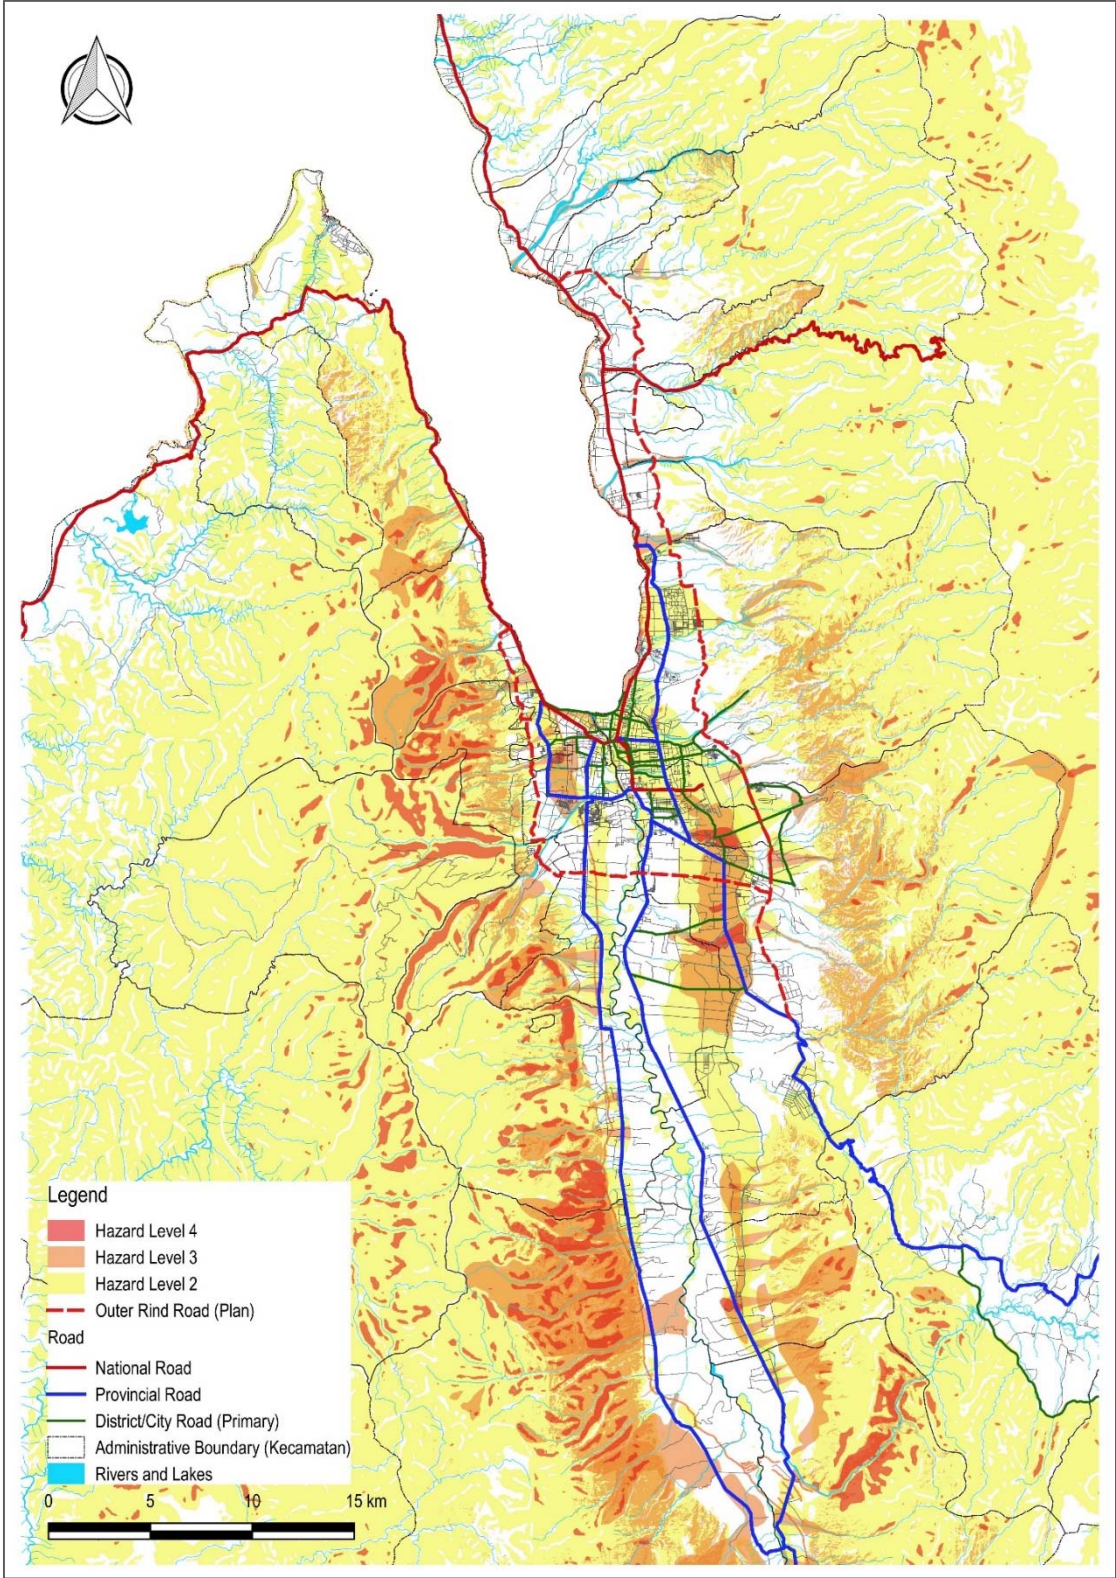 Legend
Hazard Level 4
Hazard Level 3
Hazard Level 2
Outer Rind Road (Plan)
Road
National Road
Provincial Road
District/City Road (Primary)
Administrative Boundary (Kecamatan)
Rivers and Lakes
0 5 10 15 km